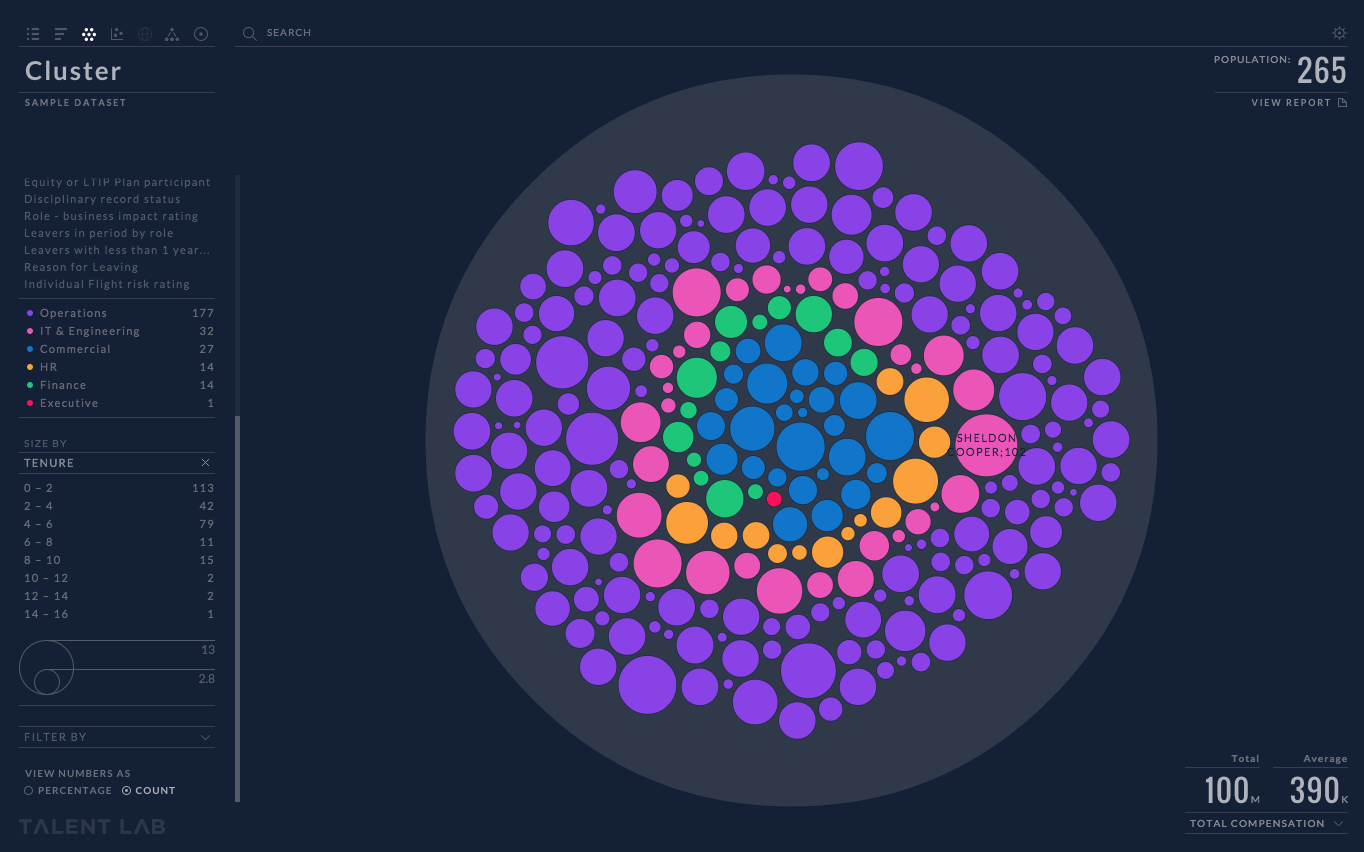 SEARCH
Cluster
POPULATION: 265
SAMPLE DATASET
VIEW REPORT
Equity or LTIP Plan participant
Disciplinary record status
Role - business impact rating
Leavers in period by role
Leavers with less than 1 year...
Reason for Leaving
Individual Flight risk rating
Operations 177
IT & Engineering 32
Commercial 27
HR 14
Finance 14
Executive 1
SHELDON
COOPER;102
SIZE BY
TENURE
0 – 2 113
2 – 4 42
4 – 6 79
6 – 8 11
8 – 10 15
10 – 12 2
12 – 14 2
14 – 16 1
13
2.8
FILTER BY
VIEW NUMBERS AS
PERCENTAGE COUNT
Total Average
100M 390K
TOTAL COMPENSATION
TALENT LAB